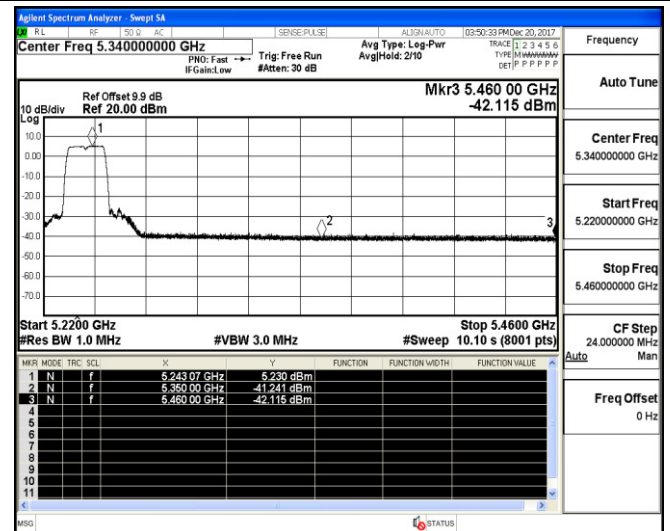 Agilent Spectrum Analyzer - Swept SA
RL RF 50 Ω AC SENSE:PULSE ALIGN AUTO 03:50:33 PM Dec 20, 2017
Center Freq 5.340000000 GHz
PNO: Fast
IFGain:Low
Trig: Free Run
#Atten: 30 dB
Avg Type: Log-Pwr
Avg|Hold: 2/10
TRACE 1 2 3 4 5 6
TYPE MWWWWW
DET P P P P P P
Ref Offset 9.9 dB
10 dB/div Ref 20.00 dBm
Log
Mkr3 5.460 00 GHz
-42.115 dBm
10.0
0.00
-10.0
-20.0
-30.0
-40.0
-50.0
-60.0
-70.0
1
2
3
Start 5.2200 GHz Stop 5.4600 GHz
#Res BW 1.0 MHz #VBW 3.0 MHz #Sweep 10.10 s (8001 pts)
MKR MODE TRC SCL X Y FUNCTION FUNCTION WIDTH FUNCTION VALUE
1 N f 5.243 07 GHz 5.230 dBm
2 N f 5.350 00 GHz -41.241 dBm
3 N f 5.460 00 GHz -42.115 dBm
4
5
6
7
8
9
10
11
MSG STATUS
Frequency
Auto Tune
Center Freq
5.340000000 GHz
Start Freq
5.220000000 GHz
Stop Freq
5.460000000 GHz
CF Step
24.000000 MHz
Auto Man
Freq Offset
0 Hz